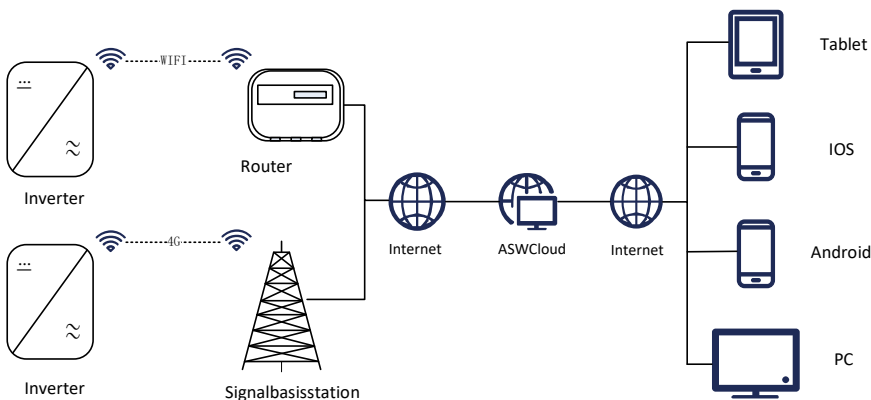 WIFI
Router
Inverter
4G
Signalbasisstation
Inverter
Internet
ASWCloud
Internet
Tablet
IOS
Android
PC